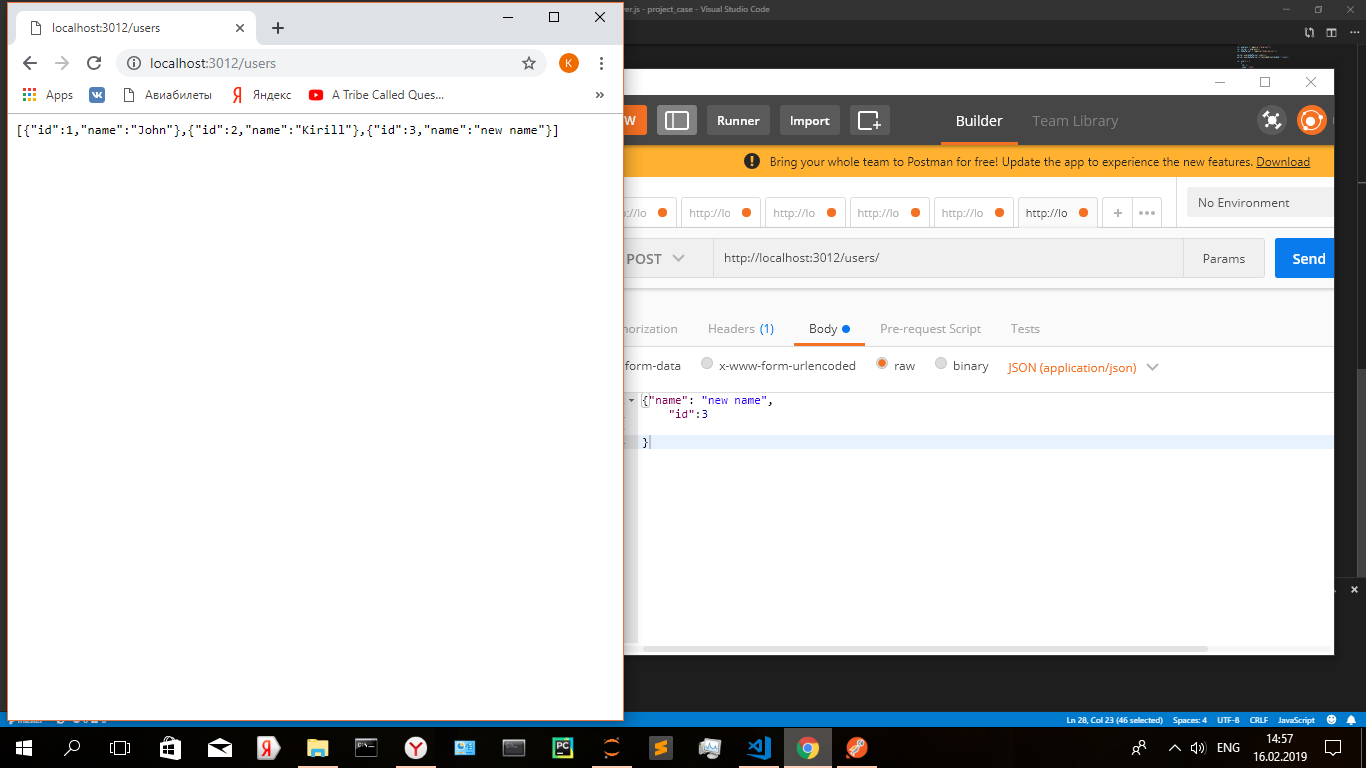 localhost:3012/users
localhost:3012/users
K
Apps
Авиабилеты
Яндекс
A Tribe Called Ques...
»
[{"id":1,"name":"John"},{"id":2,"name":"Kirill"},{"id":3,"name":"new name"}]
er.js - project_case - Visual Studio Code
W
Runner
Import
Builder
Team Library
Bring your whole team to Postman for free! Update the app to experience the new features. Download
http://lo
http://lo
http://lo
http://lo
http://lo
No Environment
POST
http://localhost:3012/users/
Params
Send
horization
Headers (1)
Body
Pre-request Script
Tests
form-data
x-www-form-urlencoded
raw
binary
JSON (application/json)
{"name": "new name",
"id":3
}
Ln 28, Col 23 (46 selected)
Spaces: 4
UTF-8
CRLF
JavaScript
ENG
14:57
16.02.2019